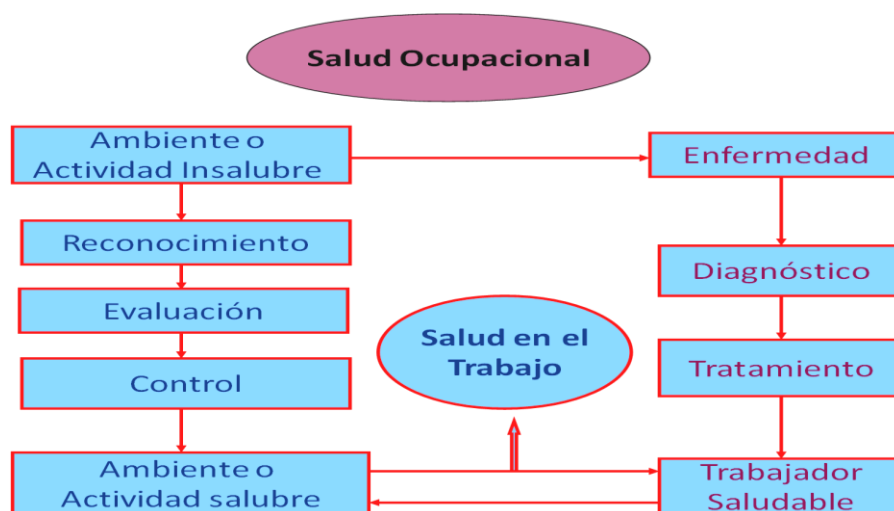 Salud Ocupacional
Ambiente o
Actividad Insalubre
Enfermedad
Reconocimiento
Diagnóstico
Evaluación
Salud en el
Trabajo
Control
Tratamiento
Ambiente o
Actividad salubre
Trabajador
Saludable